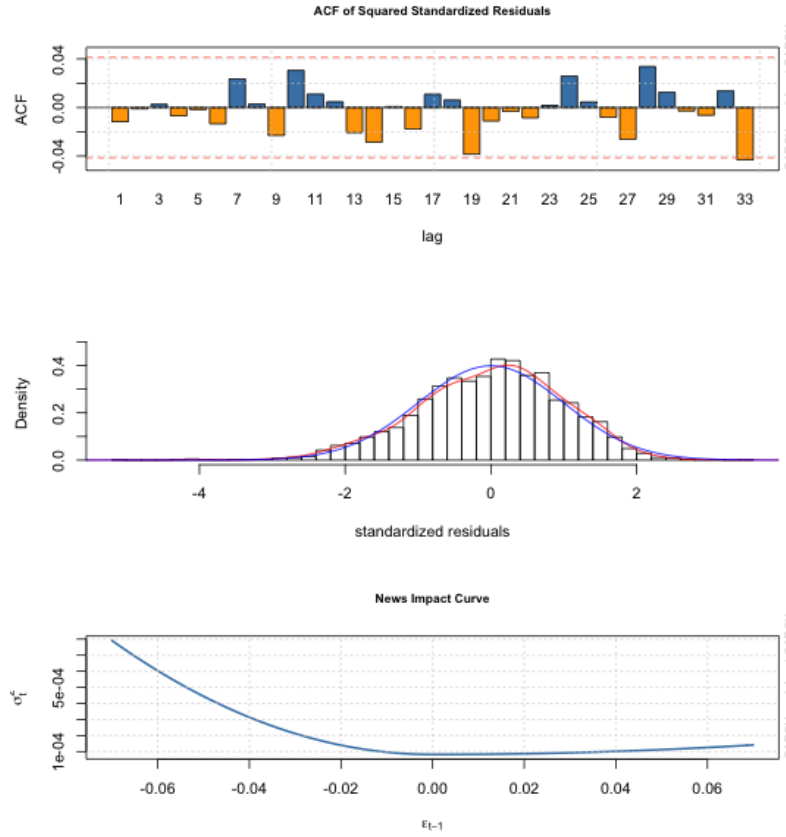 ACF of Squared Standardized Residuals
ACF
0.04
0.00
-0.04
1 3 5 7 9 11 13 15 17 19 21 23 25 27 29 31 33
lag
Density
0.4
0.2
0.0
-4 -2 0 2
standardized residuals
News Impact Curve
5e-04
1e-04
-0.06 -0.04 -0.02 0.00 0.02 0.04 0.06
εt−1